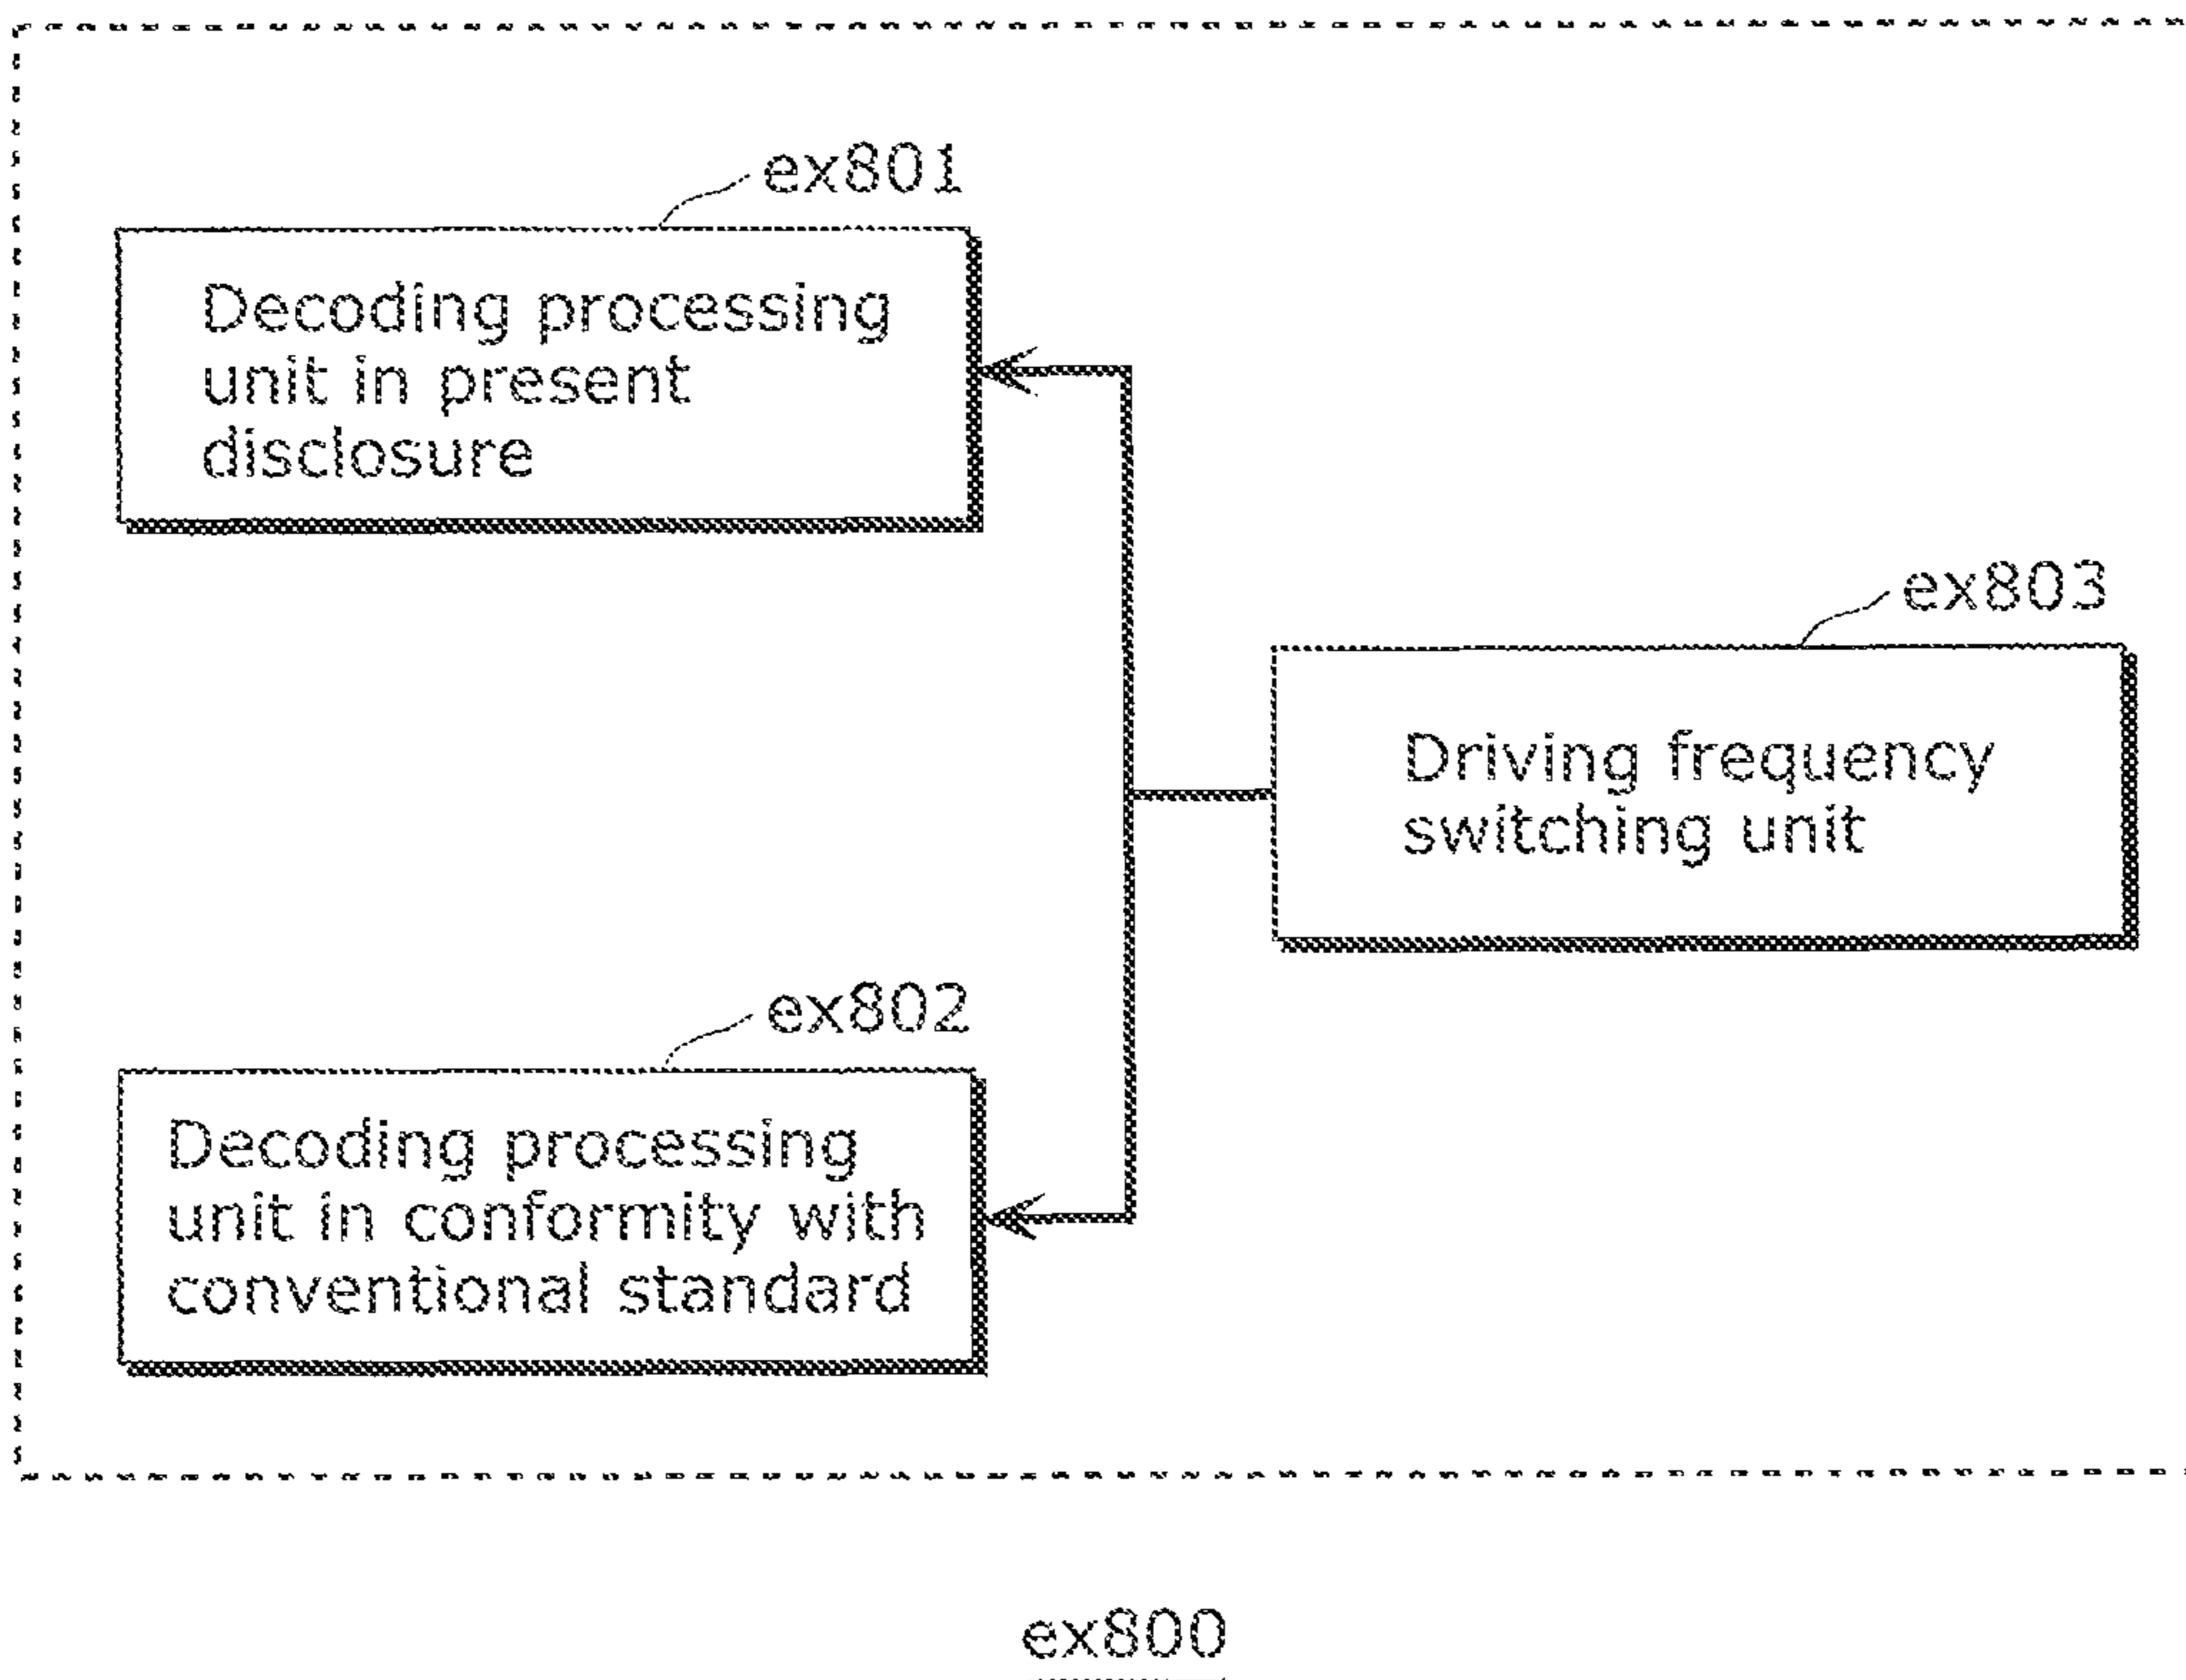 ex801
Decoding processing
unit in present
disclosure
ex803
Driving frequency
switching unit
ex802
Decoding processing
unit in conformity with
conventional standard
ex800